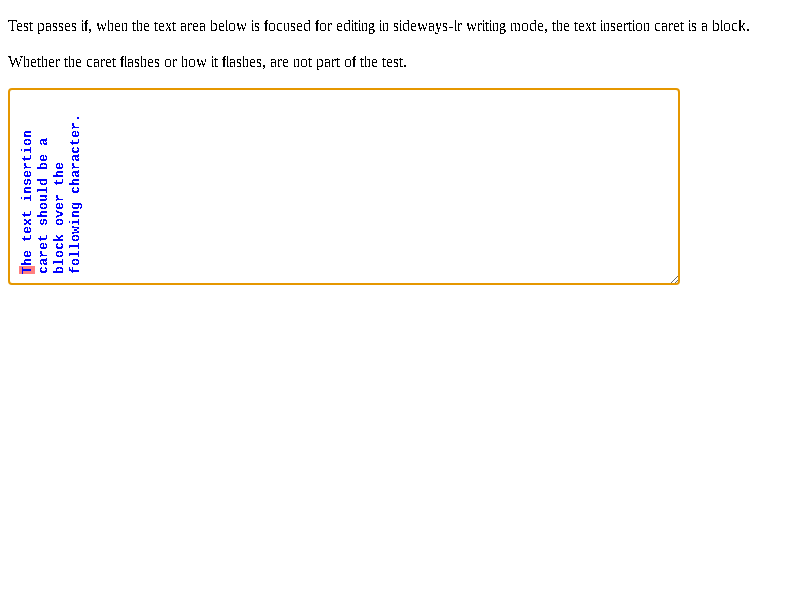 Test passes if, when the text area below is focused for editing in sideways-lr writing mode, the text insertion caret is a block.
Whether the caret flashes or how it flashes, are not part of the test.
The text insertion
caret should be a
block over the
following character.